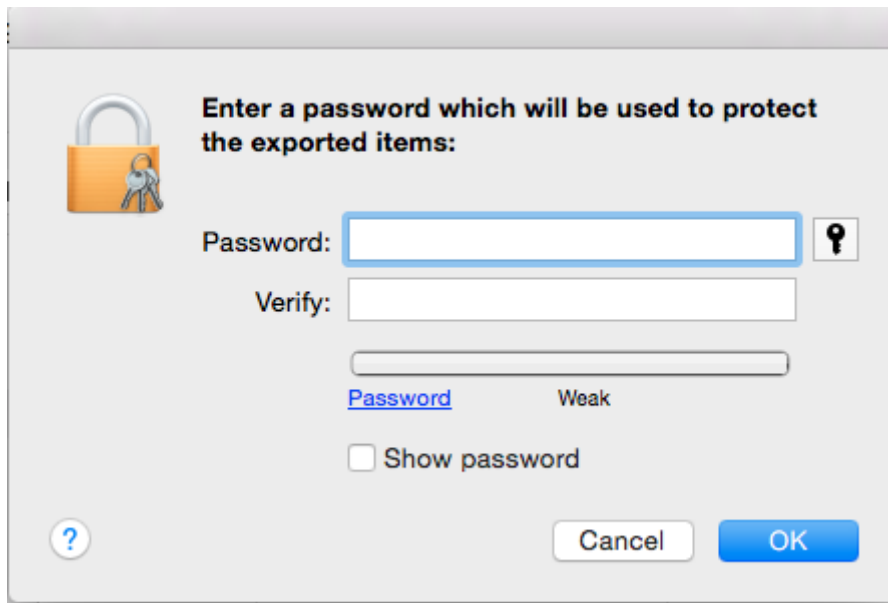 Enter a password which will be used to protect
the exported items:
Password:
Verify:
Password Weak
Show password
? Cancel OK